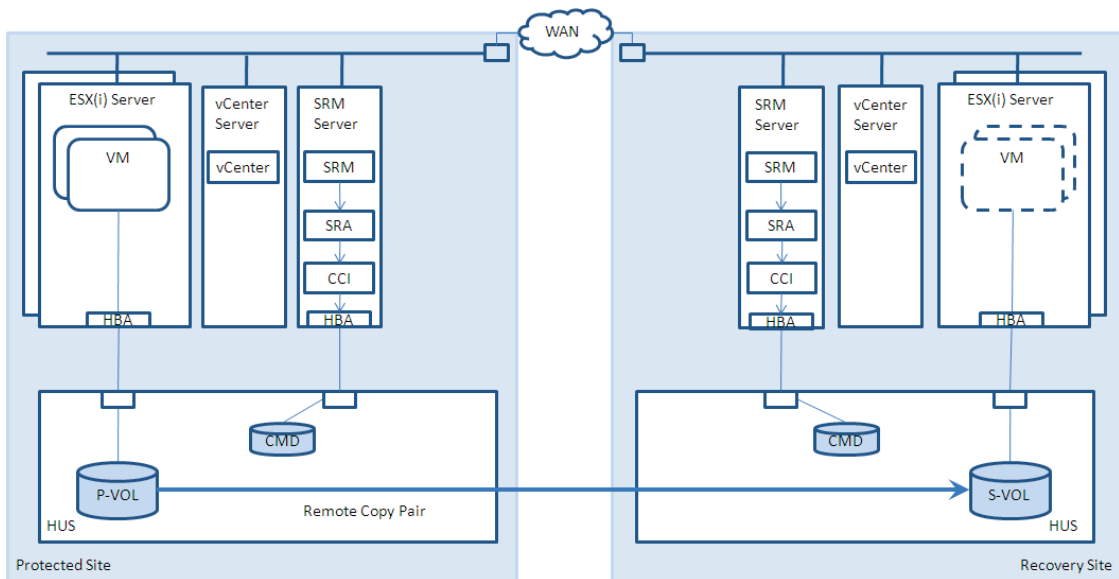 WAN
ESX(i) Server
VM
HBA
vCenter
Server
vCenter
SRM
Server
SRM
SRA
CCI
HBA
SRM
Server
SRM
SRA
CCI
HBA
vCenter
Server
vCenter
ESX(i) Server
VM
HBA
CMD
P-VOL
HUS
Remote Copy Pair
CMD
S-VOL
HUS
Protected Site
Recovery Site